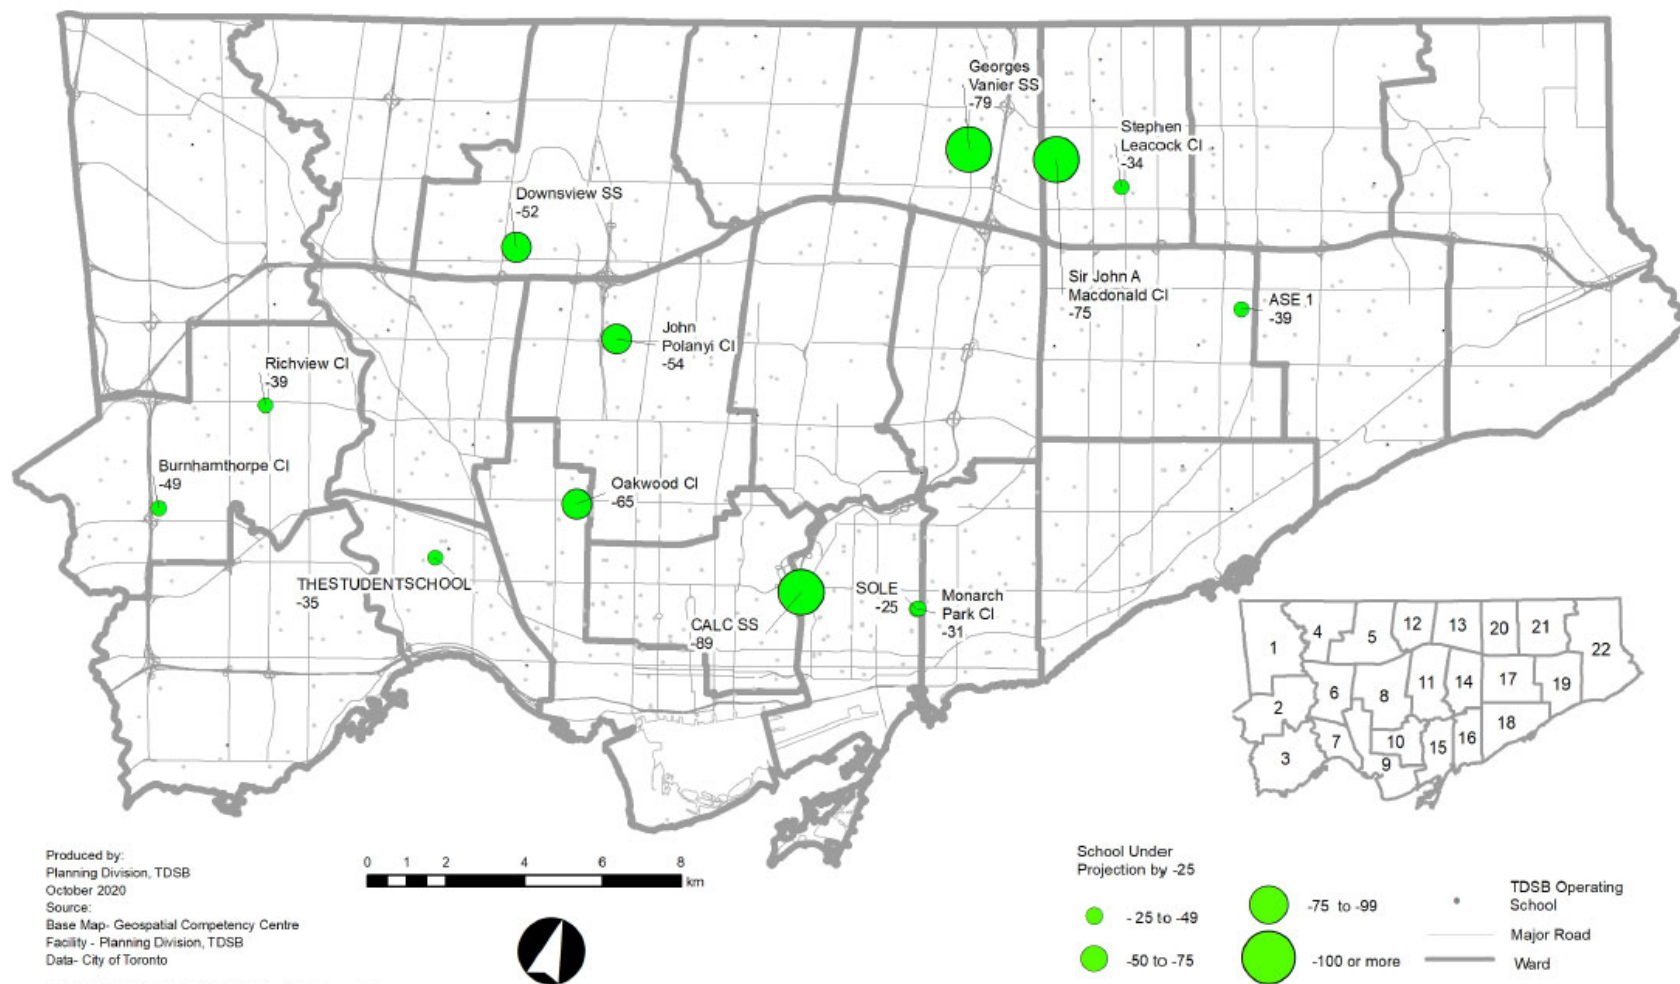 Georges
Vanier SS
-79
Stephen
Leacock CI
-34
Downsview SS
-52
Sir John A
Macdonald CI
-75
ASE 1
-39
John
Polanyi CI
-54
Richview CI
-39
Burnhamthorpe CI
-49
Oakwood CI
-65
THESTUDENTSCHOOL
-35
CALC SS
-89
SOLE
-25
Monarch
Park CI
-31
1
4
5
12
13
20
21
22
2
6
8
11
14
17
19
3
7
10
9
15
16
18
Produced by:
Planning Division, TDSB
October 2020
Source:
Base Map- Geospatial Competency Centre
Facility - Planning Division, TDSB
Data- City of Toronto
0 1 2 4 6 8
km
School Under
Projection by -25
- 25 to -49
-50 to -75
-75 to -99
-100 or more
TDSB Operating
School
Major Road
Ward